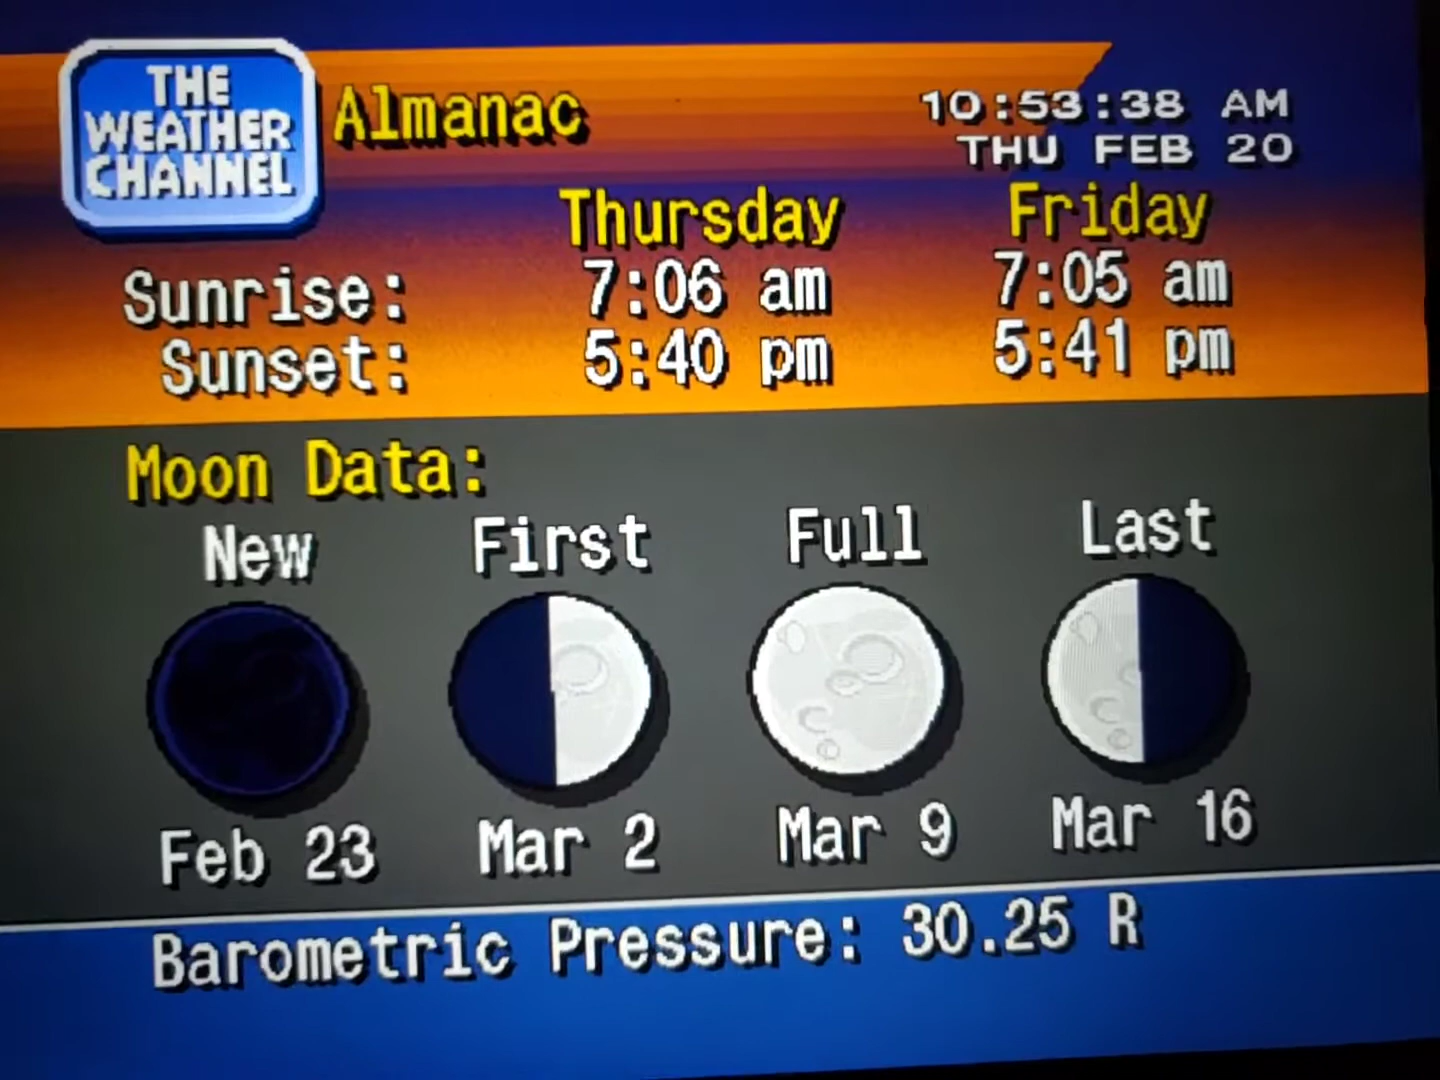 THE
WEATHER
CHANNEL
Almanac
10:53:38 AM
THU FEB 20
Thursday Friday
Sunrise: 7:06 am 7:05 am
Sunset: 5:40 pm 5:41 pm
Moon Data:
New First Full Last
Feb 23 Mar 2 Mar 9 Mar 16
Barometric Pressure: 30.25 R